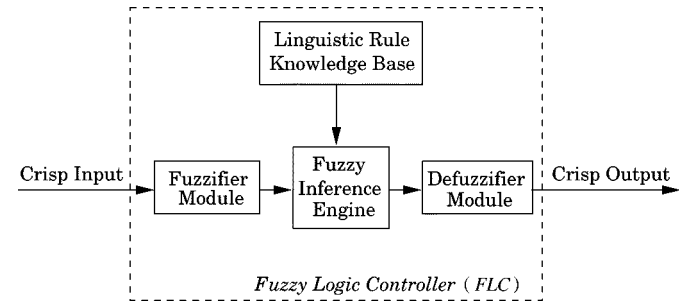 Linguistic Rule
Knowledge Base
Crisp Input
Fuzzifier
Module
Fuzzy
Inference
Engine
Defuzzifier
Module
Crisp Output
Fuzzy Logic Controller ( FLC )